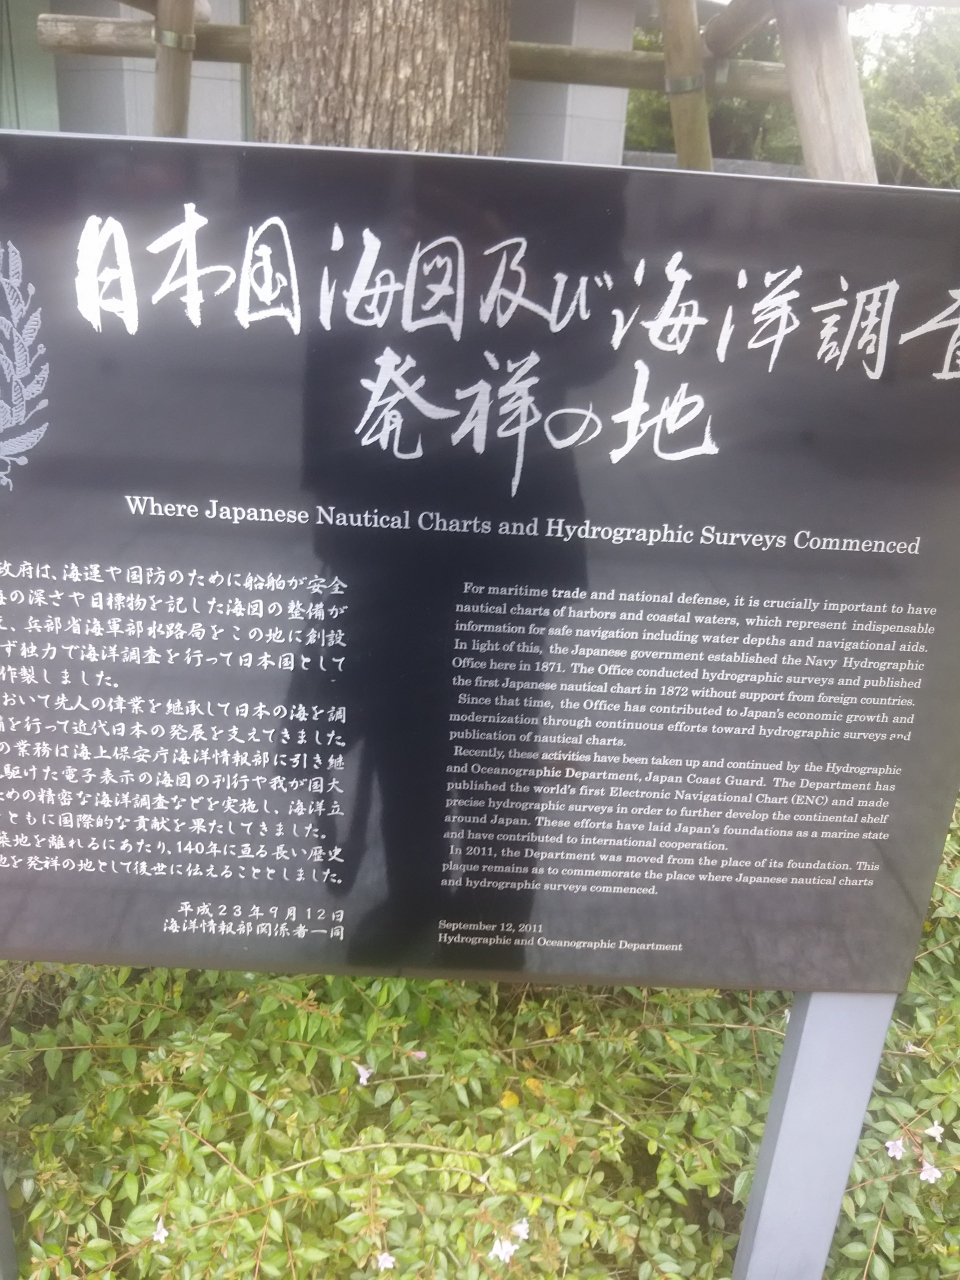 日本国海図及び海洋調査
発祥の地
Where Japanese Nautical Charts and Hydrographic Surveys Commenced
政府は、海運や国防のために船舶が安全
海の深さや目標物を記した海図の整備が
兵部省海軍部水路局をこの地に創設
ず独力で海洋調査を行って日本国として
作製しました。
おいて先人の偉業を継承して日本の海を調
を行って近代日本の発展を支えてきました。
の業務は海上保安庁海洋情報部に引き継
駆けた電子表示の海図の刊行や我が国大
ための精密な海洋調査などを実施し、海洋立
ともに国際的な貢献を果たしてきました。
築地を離れるにあたり、140年に亘る長い歴史
地を発祥の地として後世に伝えることとしました。
平成23年9月12日
海洋情報部関係者一同
For maritime trade and national defense, it is crucially important to have
nautical charts of harbors and coastal waters, which represent indispensable
information for safe navigation including water depths and navigational aids.
In light of this, the Japanese government established the Navy Hydrographic
Office here in 1871. The Office conducted hydrographic surveys and published
the first Japanese nautical chart in 1872 without support from foreign countries.
Since that time, the Office has contributed to Japan's economic growth and
modernization through continuous efforts toward hydrographic surveys and
publication of nautical charts.
Recently, these activities have been taken up and continued by the Hydrographic
and Oceanographic Department, Japan Coast Guard. The Department has
published the world's first Electronic Navigational Chart (ENC) and made
precise hydrographic surveys in order to further develop the continental shelf
around Japan. These efforts have laid Japan's foundations as a marine state
and have contributed to international cooperation.
In 2011, the Department was moved from the place of its foundation. This
plaque remains as to commemorate the place where Japanese nautical charts
and hydrographic surveys commenced.
September 12, 2011
Hydrographic and Oceanographic Department